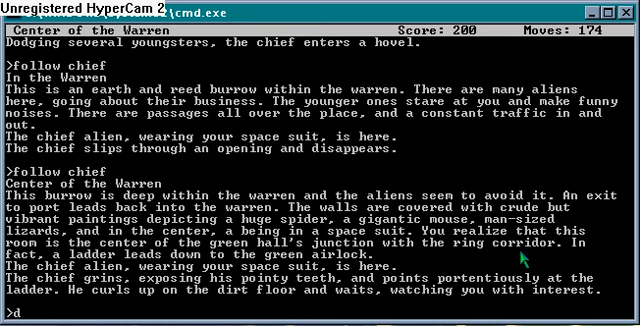 Unregistered HyperCam 2
cmd.exe
Center of the Warren Score: 200 Moves: 174
Dodging several youngsters, the chief enters a hovel.
>follow chief
In the Warren
This is an earth and reed burrow within the warren. There are many aliens
here, going about their business. The younger ones stare at you and make funny
noises. There are passages all over the place, and a constant traffic in and
out.
The chief alien, wearing your space suit, is here.
The chief slips through an opening and disappears.
>follow chief
Center of the Warren
This burrow is deep within the warren and the aliens seem to avoid it. An exit
to port leads back into the warren. The walls are covered with crude but
vibrant paintings depicting a huge spider, a gigantic mouse, man-sized
lizards, and in the center, a being in a space suit. You realize that this
room is the center of the green hall's junction with the ring corridor. In
fact, a ladder leads down to the green airlock.
The chief alien, wearing your space suit, is here.
The chief grins, exposing his pointy teeth, and points portentiously at the
ladder. He curls up on the dirt floor and waits, watching you with interest.
>d